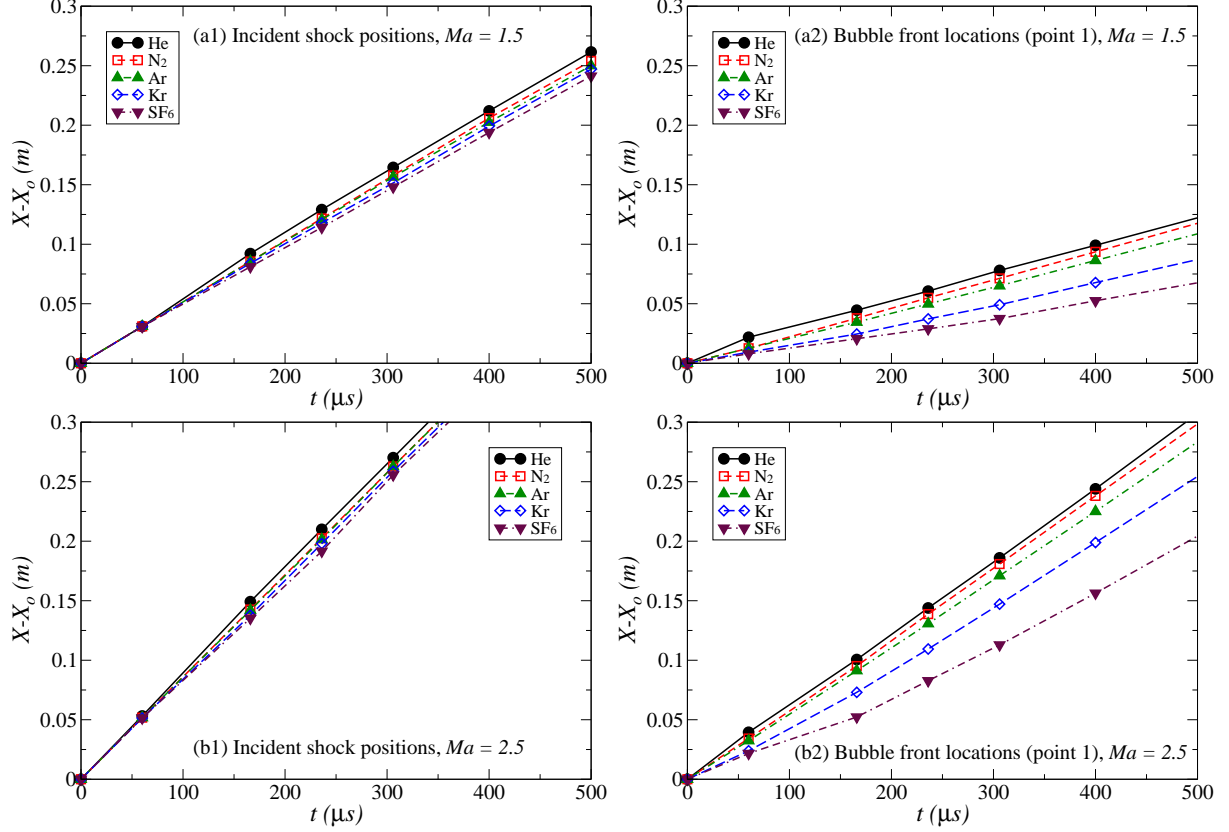 (a1) Incident shock positions, Ma = 1.5
He
N2
Ar
Kr
SF6
0
0.05
0.1
0.15
0.2
0.25
0.3
X-Xo (m)
0 100 200 300 400 500
t (μs)
(a2) Bubble front locations (point 1), Ma = 1.5
He
N2
Ar
Kr
SF6
0
0.05
0.1
0.15
0.2
0.25
0.3
X-Xo (m)
0 100 200 300 400 500
t (μs)
He
N2
Ar
Kr
SF6
(b1) Incident shock positions, Ma = 2.5
0
0.05
0.1
0.15
0.2
0.25
0.3
X-Xo (m)
0 100 200 300 400 500
t (μs)
He
N2
Ar
Kr
SF6
(b2) Bubble front locations (point 1), Ma = 2.5
0
0.05
0.1
0.15
0.2
0.25
0.3
X-Xo (m)
0 100 200 300 400 500
t (μs)